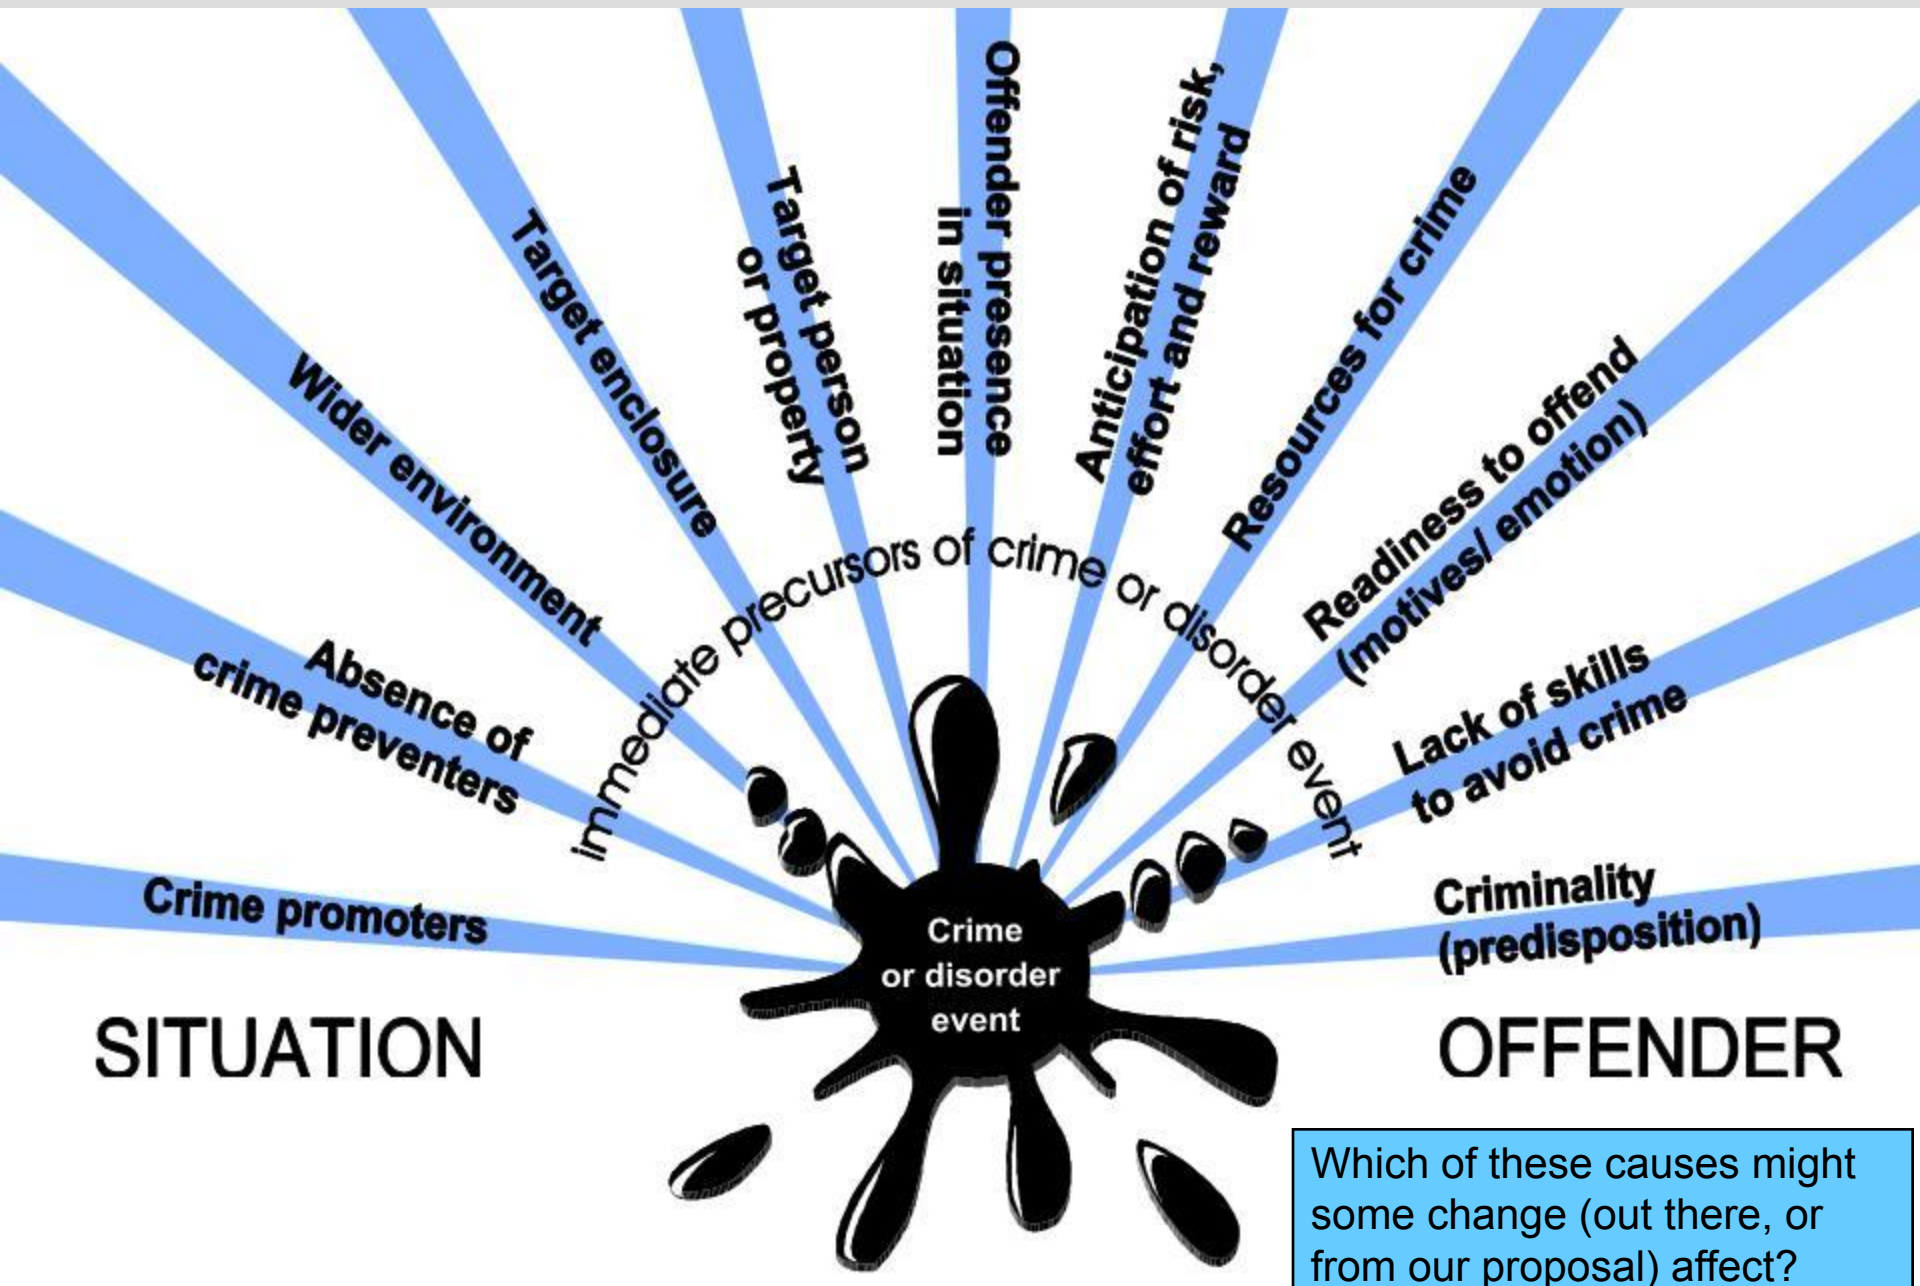 Crime promoters
Absence of
crime preventers
Wider environment
Target enclosure
Target person
or property
Offender presence
in situation
Anticipation of risk,
effort and reward
Resources for crime
Readiness to offend
(motives/ emotion)
Lack of skills
to avoid crime
Criminality
(predisposition)
immediate precursors of crime or disorder event
Crime
or disorder
event
SITUATION
OFFENDER
Which of these causes might
some change (out there, or
from our proposal) affect?